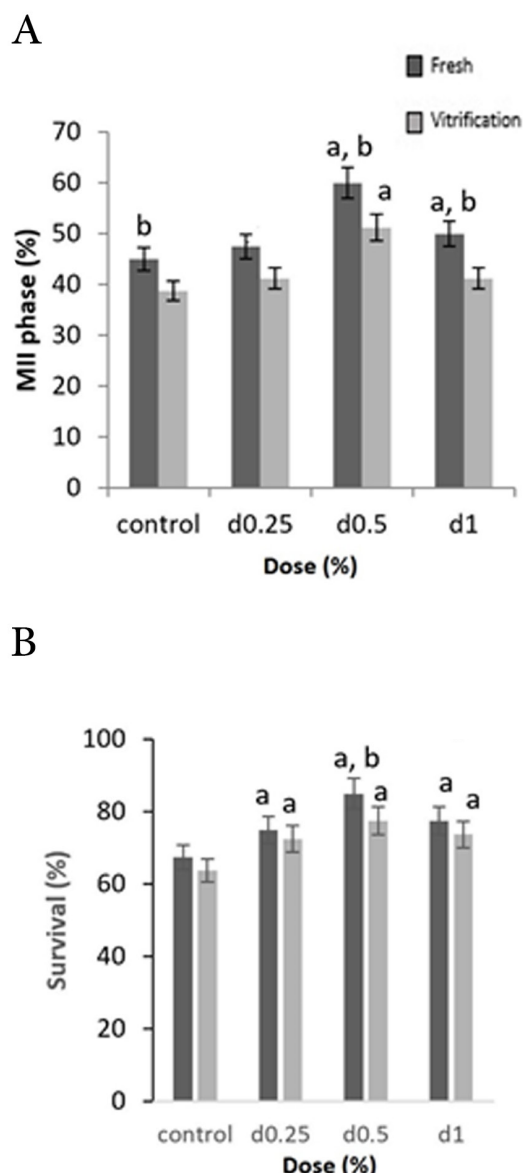 A
Fresh
Vitrification
70
60
50
40
30
20
10
0
MII phase (%)
b
a, b
a
a, b
control d0.25 d0.5 d1
Dose (%)
B
100
80
60
40
20
0
Survival (%)
a a
a, b
a
a
a
control d0.25 d0.5 d1
Dose (%)